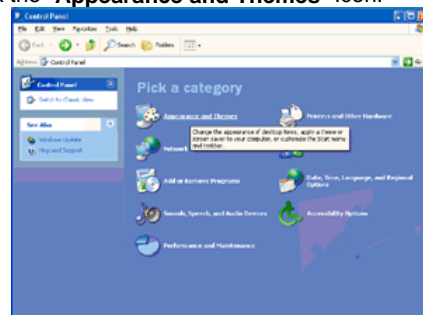 the "Appearance and Themes" icon.
Control Panel
File Edit View Favorites Tools Help
Back Search Folders
Address Control Panel Go
Control Panel
Switch to Classic View
See Also
Windows Update
Help and Support
Pick a category
Appearance and Themes
Printers and Other Hardware
Change the appearance of desktop items, apply a theme or
screen saver to your computer, or customize the Start menu
and taskbar.
Network
Add or Remove Programs
Date, Time, Language, and Regional
Options
Sounds, Speech, and Audio Devices
Accessibility Options
Performance and Maintenance